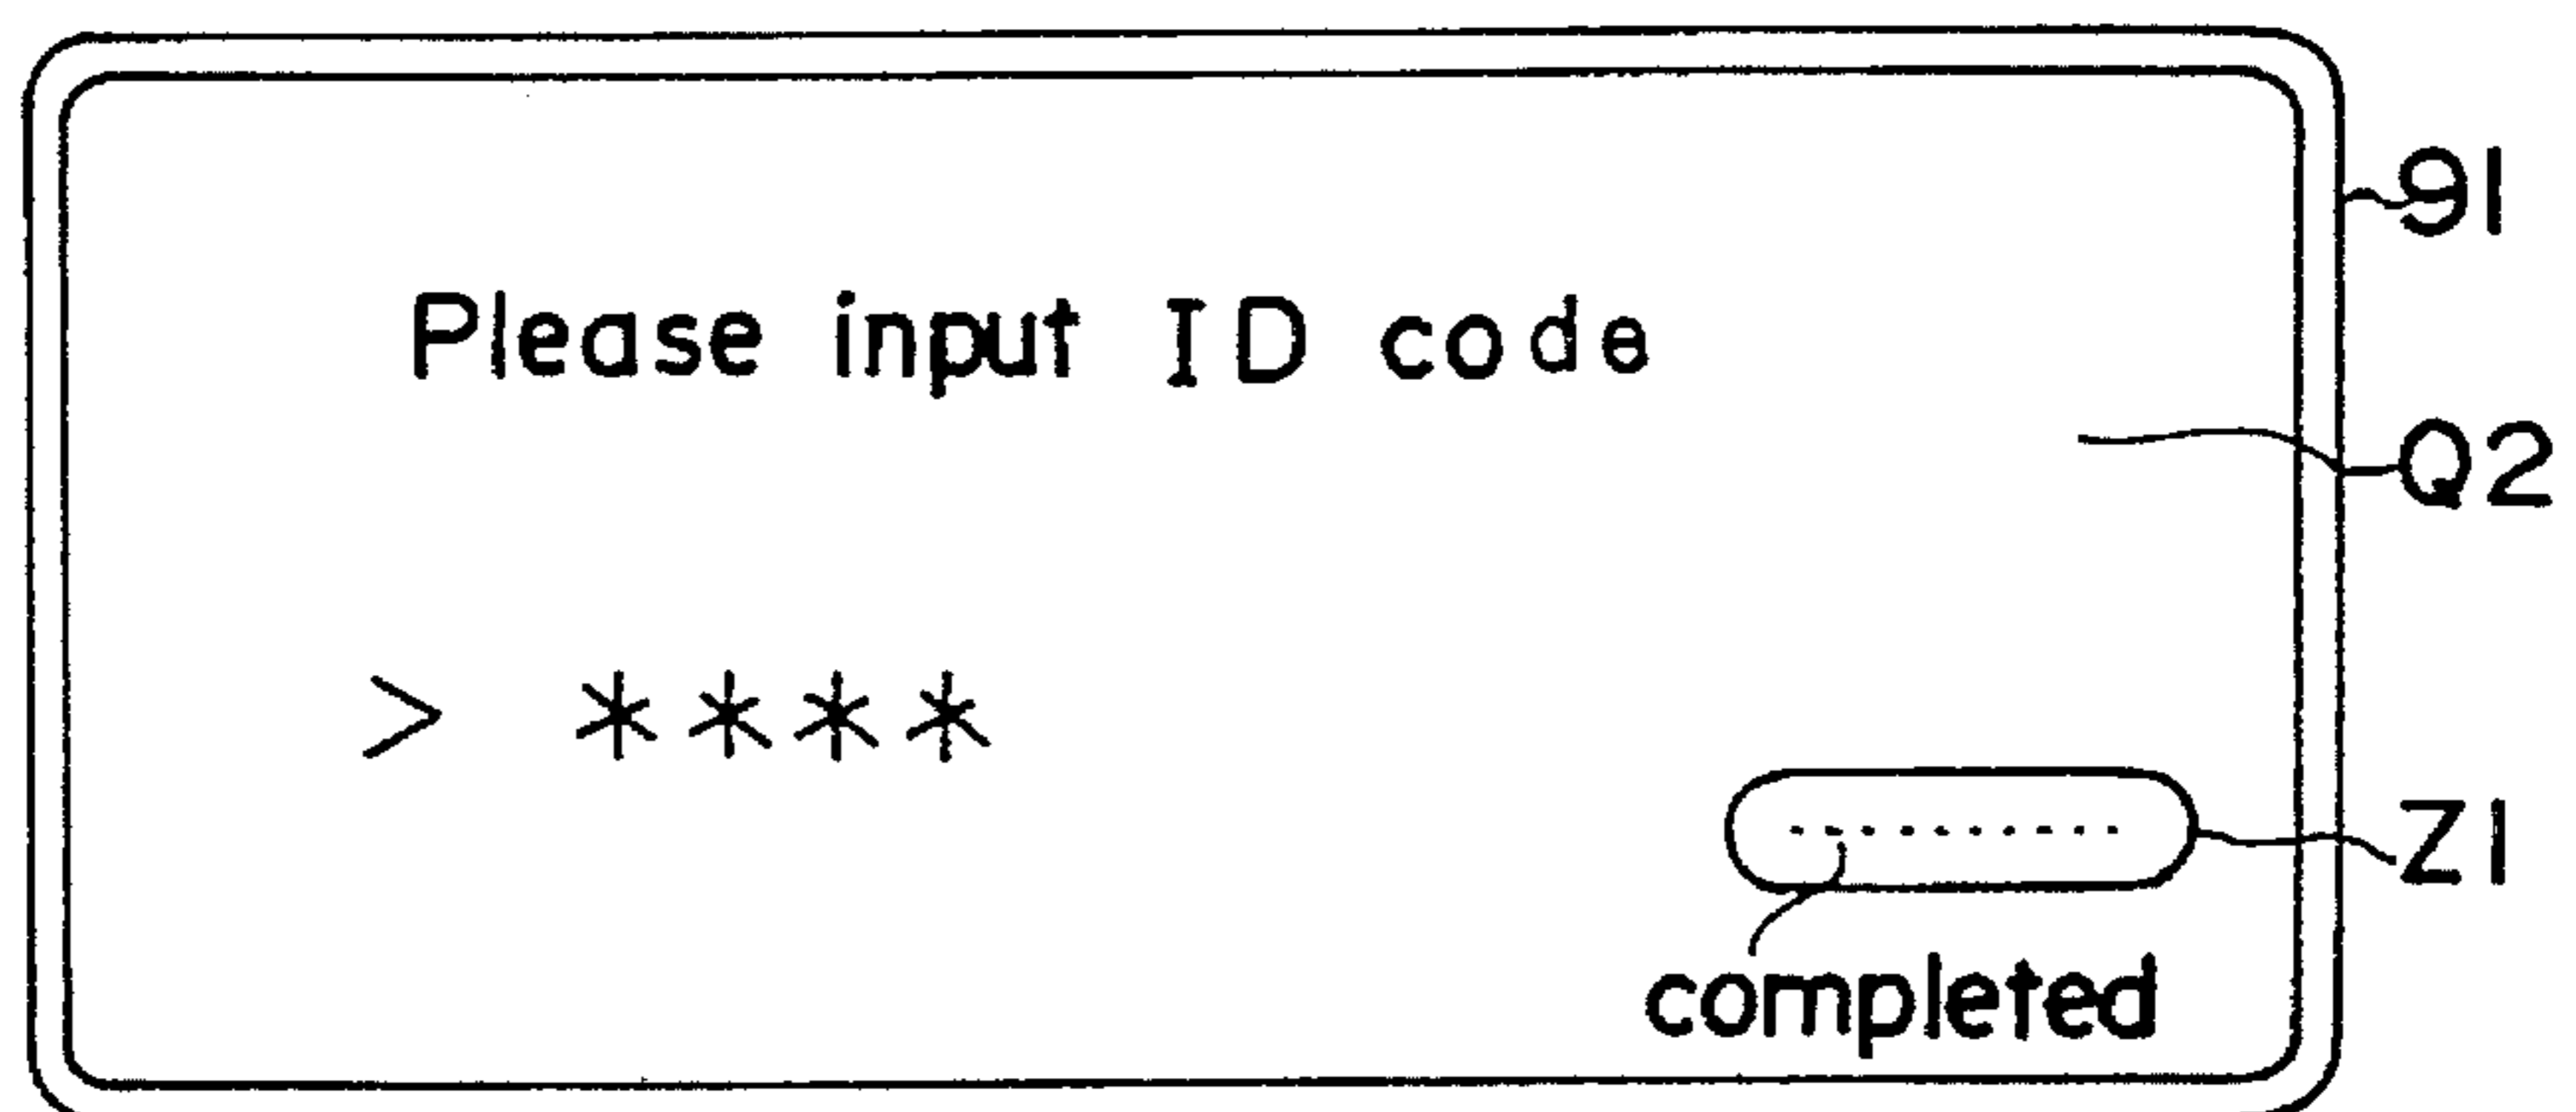 91
Please input ID code
Q2
> ****
Z1
completed